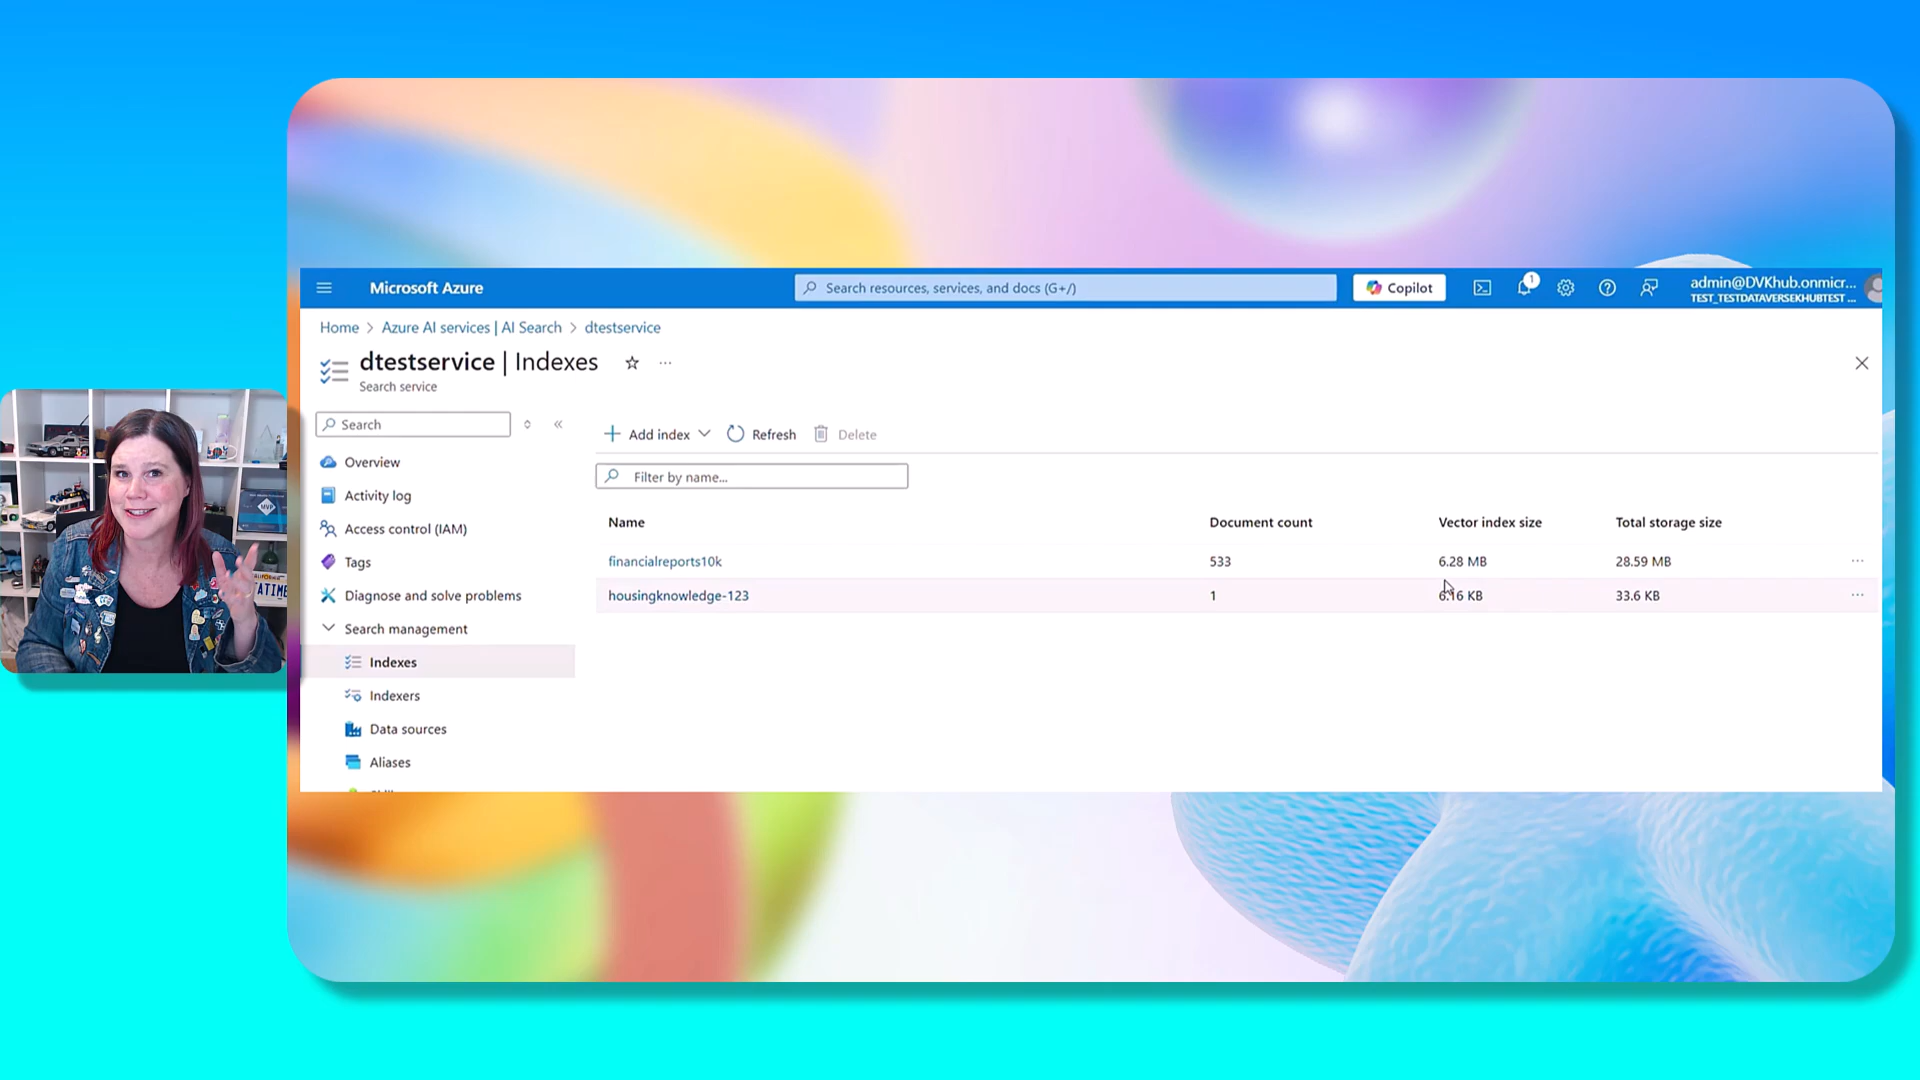 Microsoft Azure
Search resources, services, and docs (G+/)
Copilot
1
admin@DVKhub.onmicr...
TEST_TESTDATAVERSEKHUBTEST ...
Home > Azure AI services | AI Search > dtestservice
dtestservice | Indexes
Search service
Search
Add index
Refresh
Delete
Filter by name...
Overview
Activity log
Access control (IAM)
Tags
Diagnose and solve problems
Search management
Indexes
Indexers
Data sources
Aliases
Name Document count Vector index size Total storage size
financialreports10k 533 6.28 MB 28.59 MB
housingknowledge-123 1 6.16 KB 33.6 KB
MVP